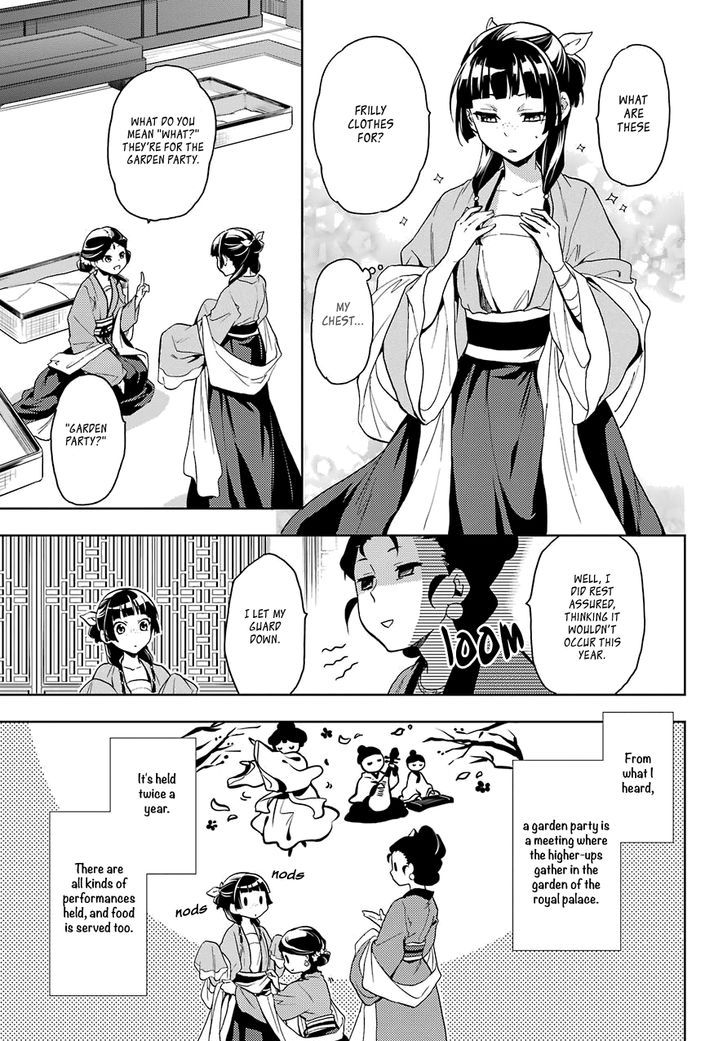 WHAT
ARE THESE
FRILLY
CLOTHES
FOR?
MY
CHEST...
WHAT DO YOU
MEAN "WHAT?"
THEY'RE FOR THE
GARDEN PARTY.
"GARDEN
PARTY?"
WELL, I
DID REST
ASSURED,
THINKING IT
WOULDN'T
OCCUR THIS
YEAR.
loom
I LET MY
GUARD
DOWN.
From
what I
heard,
a garden party is
a meeting where
the higher-ups
gather in the
garden of the
royal palace.
It's held
twice a
year.
There are
all kinds of
performances
held, and food
is served too.
nods
nods